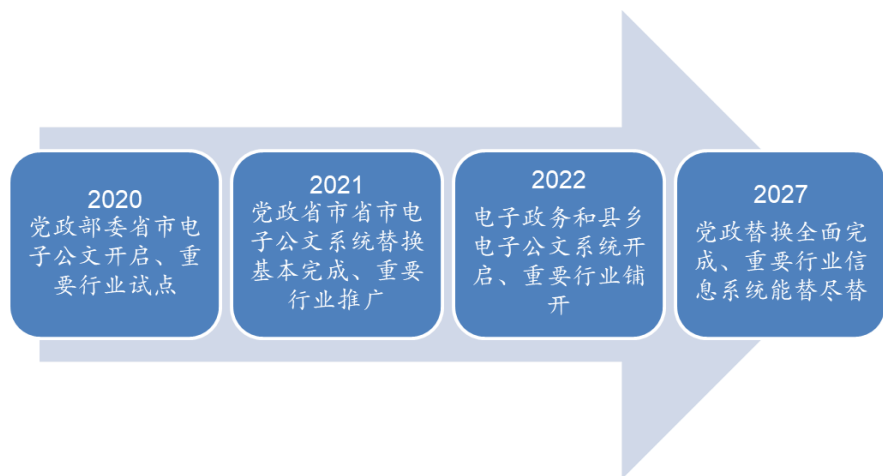 2020
党政部委省市电
子公文开启、重
要行业试点
2021
党政省市省市电
子公文系统替换
基本完成、重要
行业推广
2022
电子政务和县乡
电子公文系统开
启、重要行业铺
开
2027
党政替换全面完
成、重要行业信
息系统能替尽替